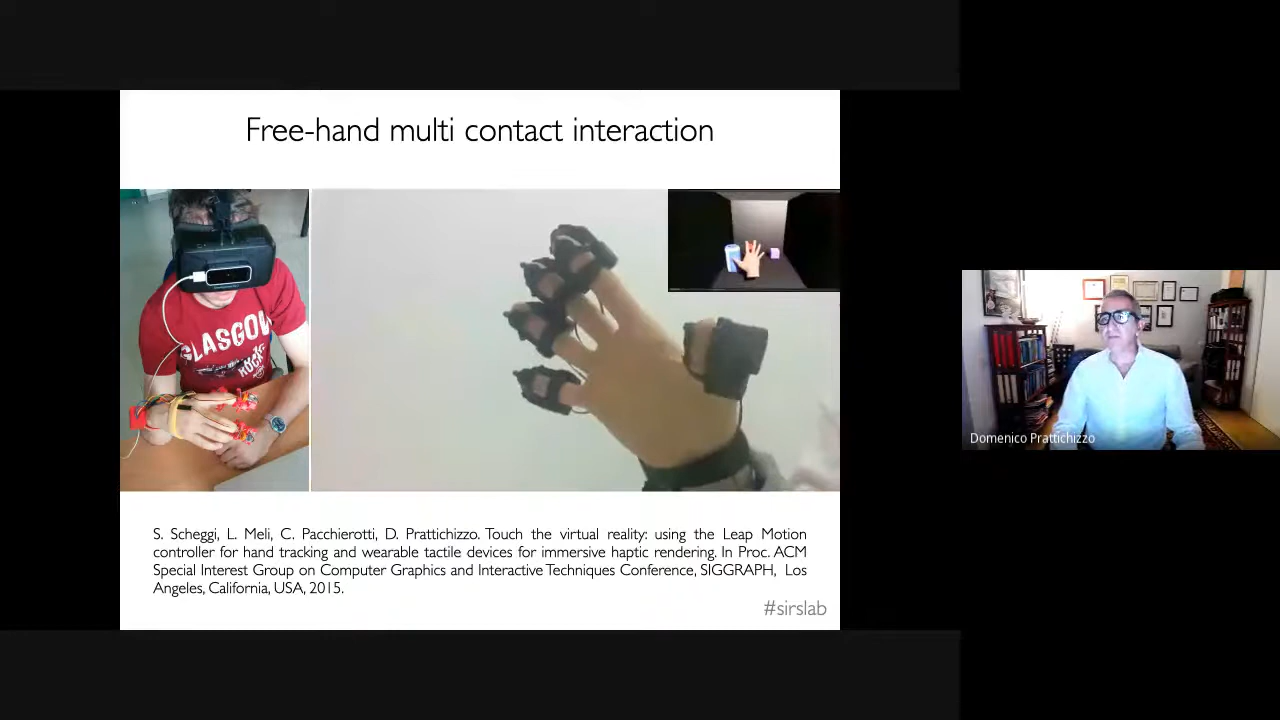 Free-hand multi contact interaction
GLASGOW
ROCKS
S. Scheggi, L. Meli, C. Pacchierotti, D. Prattichizzo. Touch the virtual reality: using the Leap Motion
controller for hand tracking and wearable tactile devices for immersive haptic rendering. In Proc. ACM
Special Interest Group on Computer Graphics and Interactive Techniques Conference, SIGGRAPH, Los
Angeles, California, USA, 2015.
#sirslab
Domenico Prattichizzo